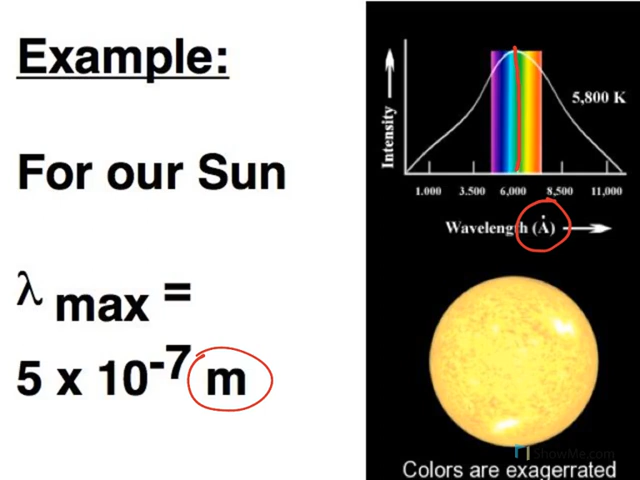 Example:
For our Sun
λ max =
5 x 10-7 m
Intensity
5,800 K
1.000 3.500 6,000 8,500 11,000
Wavelength (Å)
ShowMe.com
Colors are exagerrated